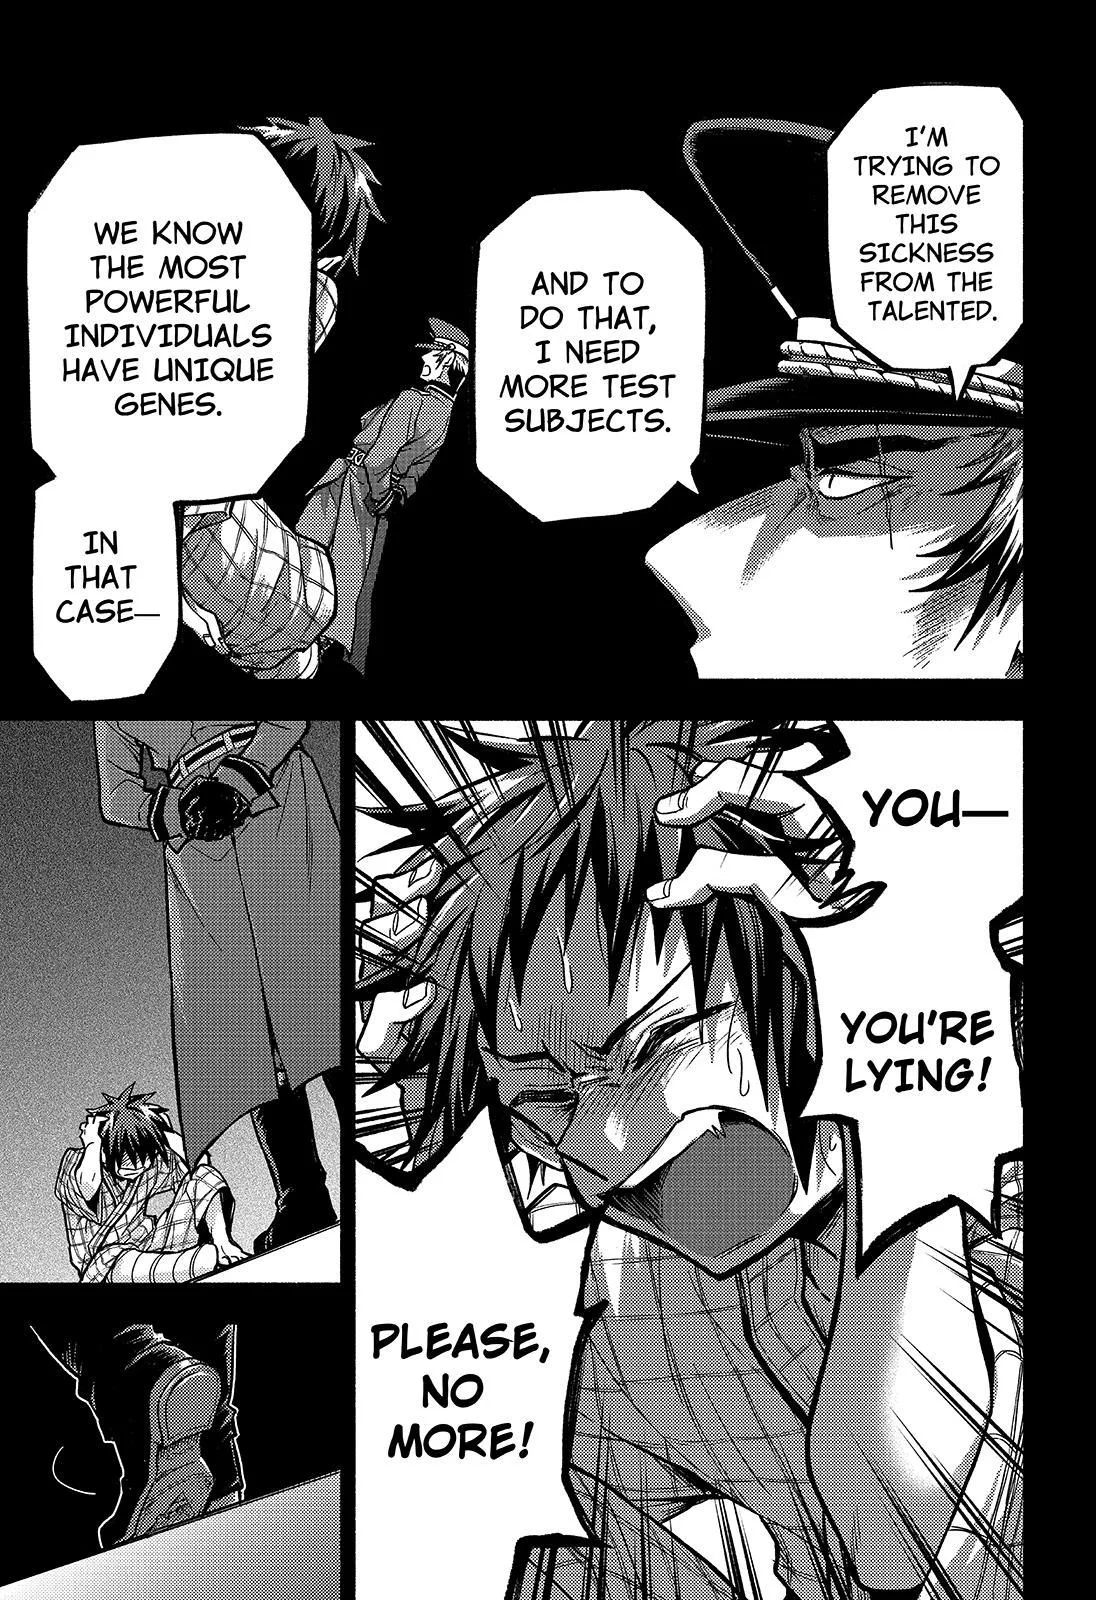 I'M
TRYING TO
REMOVE
THIS
SICKNESS
FROM THE
TALENTED.
AND TO
DO THAT,
I NEED
MORE TEST
SUBJECTS.
WE KNOW
THE MOST
POWERFUL
INDIVIDUALS
HAVE UNIQUE
GENES.
IN
THAT
CASE—
YOU—
YOU'RE
LYING!
PLEASE,
NO
MORE!